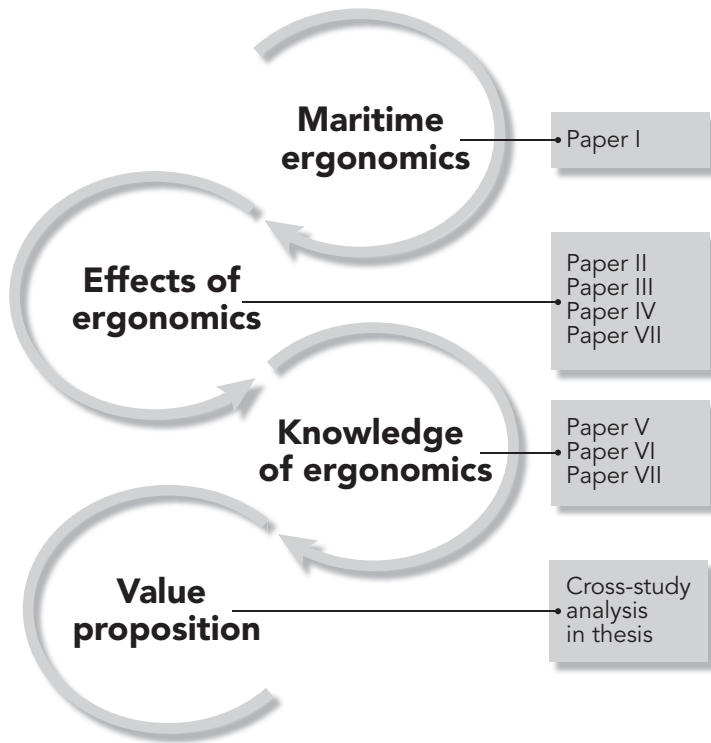 Maritime
ergonomics
Paper I
Effects of
ergonomics
Paper II
Paper III
Paper IV
Paper VII
Knowledge
of ergonomics
Paper V
Paper VI
Paper VII
Value
proposition
Cross-study
analysis
in thesis